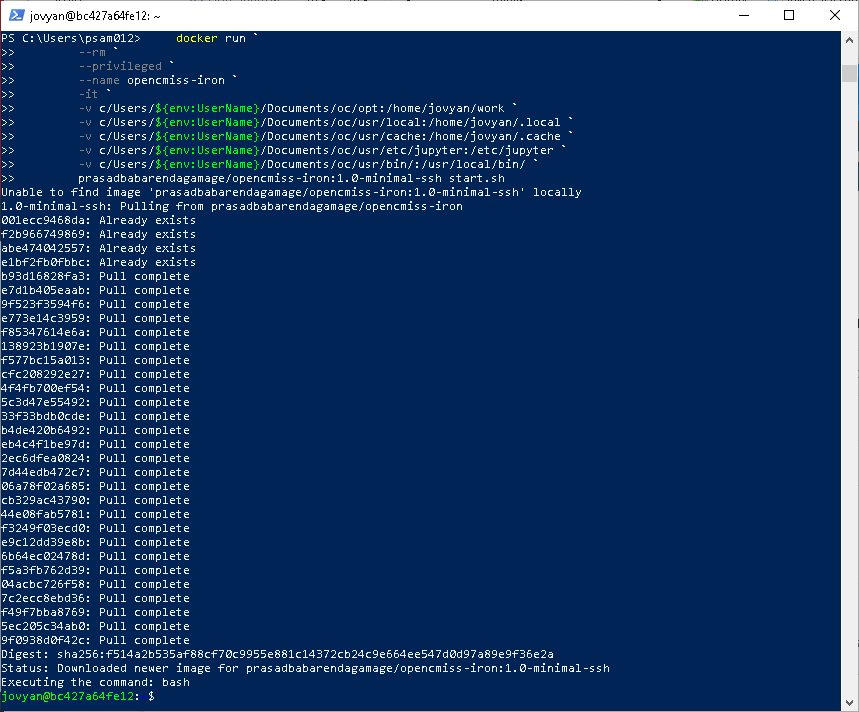 jovyan@bc427a64fe12: ~
PS C:\Users\psam012>     docker run `
>>         --rm `
>>         --privileged `
>>         --name opencmiss-iron `
>>         -it `
>>         -v c/Users/${env:UserName}/Documents/oc/opt:/home/jovyan/work `
>>         -v c/Users/${env:UserName}/Documents/oc/usr/local:/home/jovyan/.local `
>>         -v c/Users/${env:UserName}/Documents/oc/usr/cache:/home/jovyan/.cache `
>>         -v c/Users/${env:UserName}/Documents/oc/usr/etc/jupyter:/etc/jupyter `
>>         -v c/Users/${env:UserName}/Documents/oc/usr/bin/:/usr/local/bin/ `
>>         prasadbabarendagamage/opencmiss-iron:1.0-minimal-ssh start.sh
Unable to find image 'prasadbabarendagamage/opencmiss-iron:1.0-minimal-ssh' locally
1.0-minimal-ssh: Pulling from prasadbabarendagamage/opencmiss-iron
001ecc9468da: Already exists
f2b966749869: Already exists
abe474042557: Already exists
e1bf2fb0fbbc: Already exists
b93d16828fa3: Pull complete
e7d1b405eaab: Pull complete
9f523f3594f6: Pull complete
e773e14c3959: Pull complete
f85347614e6a: Pull complete
138923b1907e: Pull complete
f577bc15a013: Pull complete
cfc208292e27: Pull complete
4f4fb700ef54: Pull complete
5c3d47e55492: Pull complete
33f33bdb0cde: Pull complete
b4de420b6492: Pull complete
eb4c4f1be97d: Pull complete
2ec6dfea0824: Pull complete
7d44edb472c7: Pull complete
06a78f02a685: Pull complete
cb329ac43790: Pull complete
44e08fab5781: Pull complete
f3249f03ecd0: Pull complete
e9c12dd39e8b: Pull complete
6b64ec02478d: Pull complete
f5a3fb762d39: Pull complete
04acbc726f58: Pull complete
7c2ecc8ebd36: Pull complete
f49f7bba8769: Pull complete
5ec205c34ab0: Pull complete
9f0938d0f42c: Pull complete
Digest: sha256:f514a2b535af88cf70c9955e881c14372cb24c9e664ee547d0d97a89e9f36e2a
Status: Downloaded newer image for prasadbabarendagamage/opencmiss-iron:1.0-minimal-ssh
Executing the command: bash
jovyan@bc427a64fe12: $